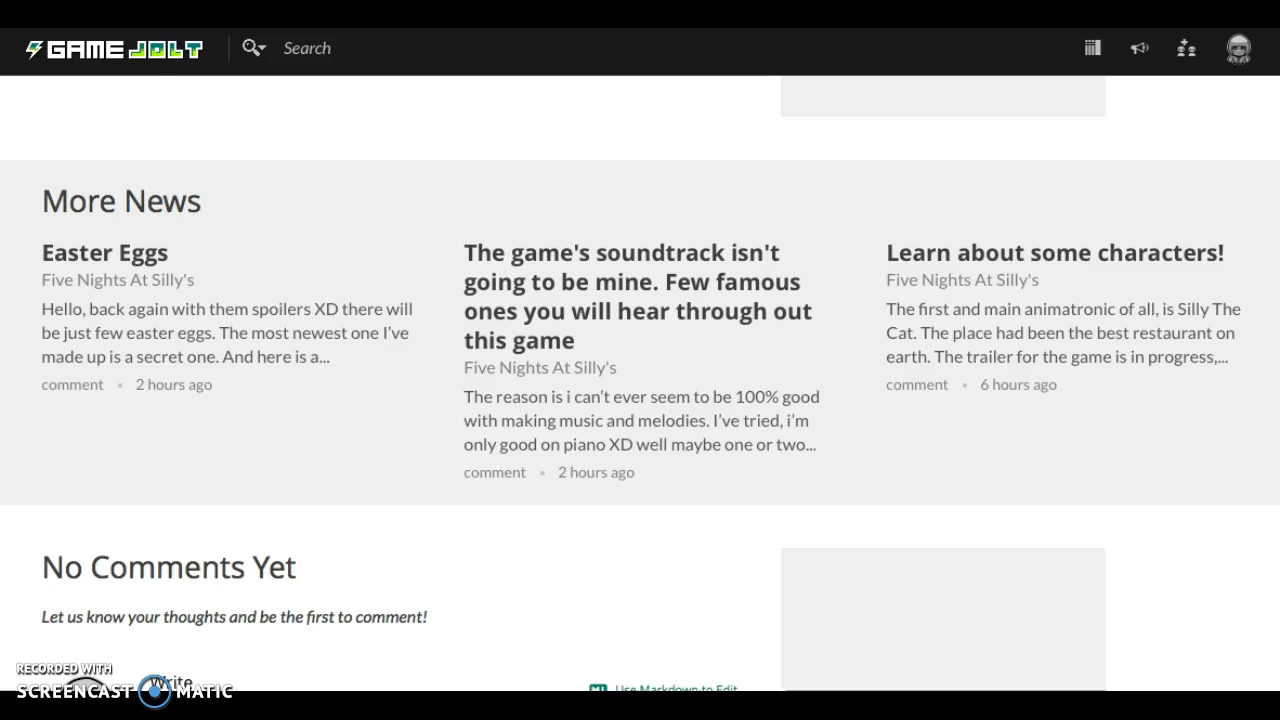 GAME JOLT
Search
More News
Easter Eggs
Five Nights At Silly's
Hello, back again with them spoilers XD there will
be just few easter eggs. The most newest one I've
made up is a secret one. And here is a...
comment • 2 hours ago
The game's soundtrack isn't
going to be mine. Few famous
ones you will hear through out
this game
Five Nights At Silly's
The reason is i can't ever seem to be 100% good
with making music and melodies. I've tried, i'm
only good on piano XD well maybe one or two...
comment • 2 hours ago
Learn about some characters!
Five Nights At Silly's
The first and main animatronic of all, is Silly The
Cat. The place had been the best restaurant on
earth. The trailer for the game is in progress,...
comment • 6 hours ago
No Comments Yet
Let us know your thoughts and be the first to comment!
Write
Use Markdown to Edit
RECORDED WITH
SCREENCAST MATIC